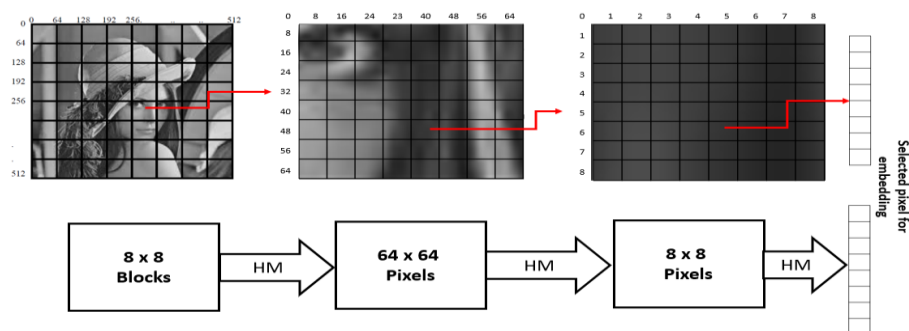 0 64 128 192 256 .. .. 512
0
64
128
192
256
.
.
512
0 8 16 24 32 40 48 56 64
8
16
24
32
40
48
56
64
0 1 2 3 4 5 6 7 8
1
2
3
4
5
6
7
8
Selected pixel for
embedding
8 x 8
Blocks
HM
64 x 64
Pixels
HM
8 x 8
Pixels
HM